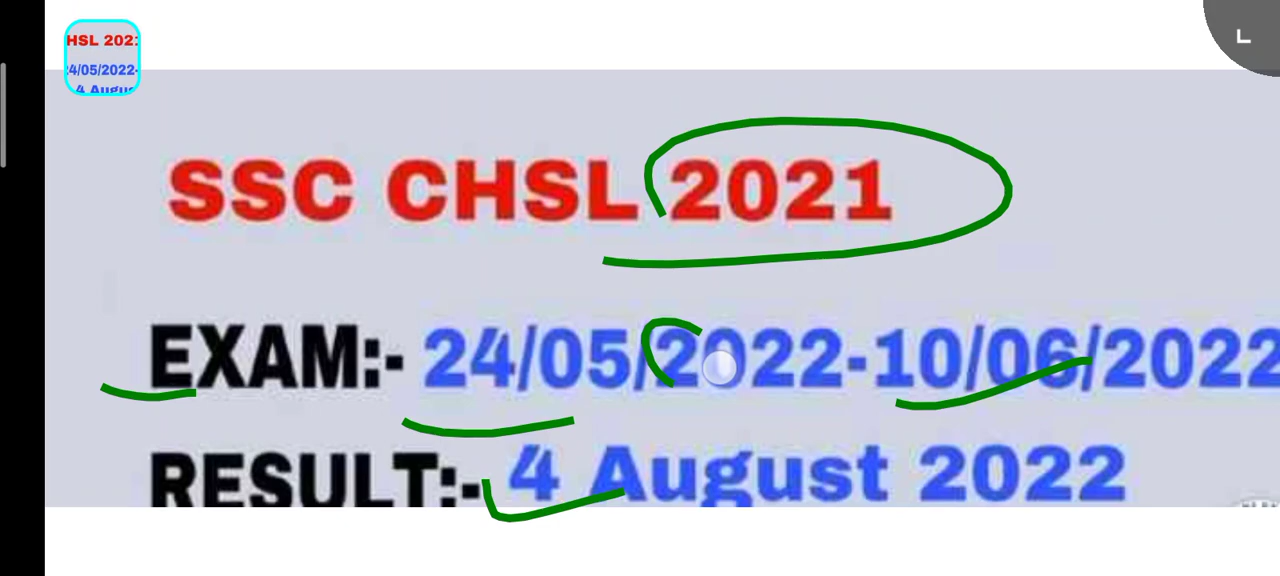 HSL 202
4/05/2022-
4 Augu
SSC CHSL 2021
EXAM:- 24/05/2022-10/06/2022
RESULT:- 4 August 2022